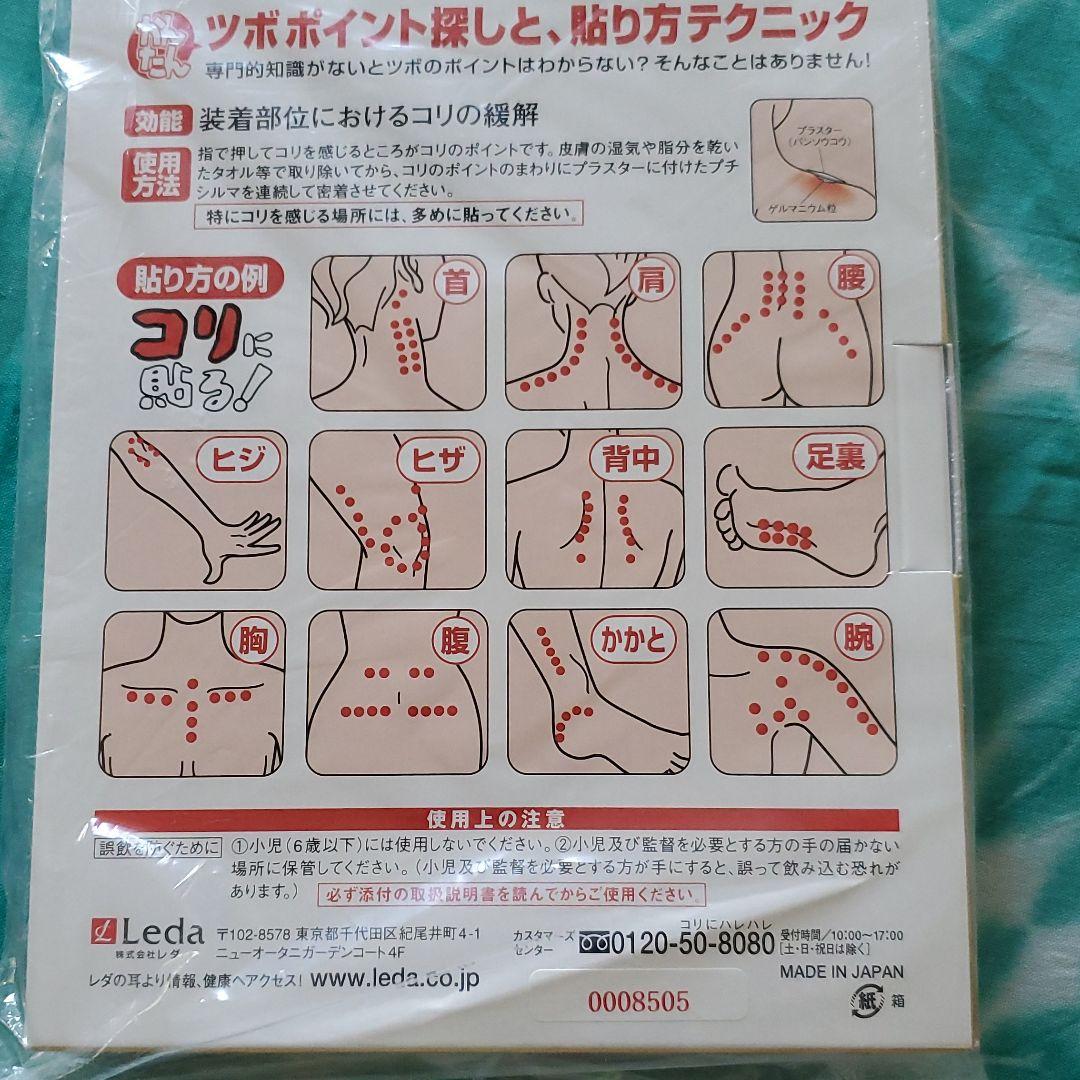 かん
たん
ツボポイント探しと、貼り方テクニック
専門的知識がないとツボのポイントはわからない？そんなことはありません！
効能 装着部位におけるコリの緩解
使用
方法
指で押してコリを感じるところがコリのポイントです。皮膚の湿気や脂分を乾い
たタオル等で取り除いてから、コリのポイントのまわりにプラスターに付けたプチ
シルマを連続して密着させてください。
特にコリを感じる場所には、多めに貼ってください。
プラスター
(バンソウコウ)
ゲルマニウム粒
貼り方の例
コリに
貼る!
首
肩
腰
ヒジ
ヒザ
背中
足裏
胸
腹
かかと
腕
使用上の注意
誤飲を防ぐために ①小児（6歳以下）には使用しないでください。②小児及び監督を必要とする方の手の届かない
場所に保管してください。（小児及び監督を必要とする方が手にすると、誤って飲み込む恐れが
あります。） 必ず添付の取扱説明書を読んでからご使用ください。
Leda
株式会社レダ
〒102-8578 東京都千代田区紀尾井町4-1
ニューオータニガーデンコート4F
カスタマーズ
センター
コリにハレハレ
0120-50-8080
受付時間／10:00〜17:00
[土・日・祝日は除く]
レダの耳より情報、健康へアクセス! www.leda.co.jp
MADE IN JAPAN
0008505
紙 箱